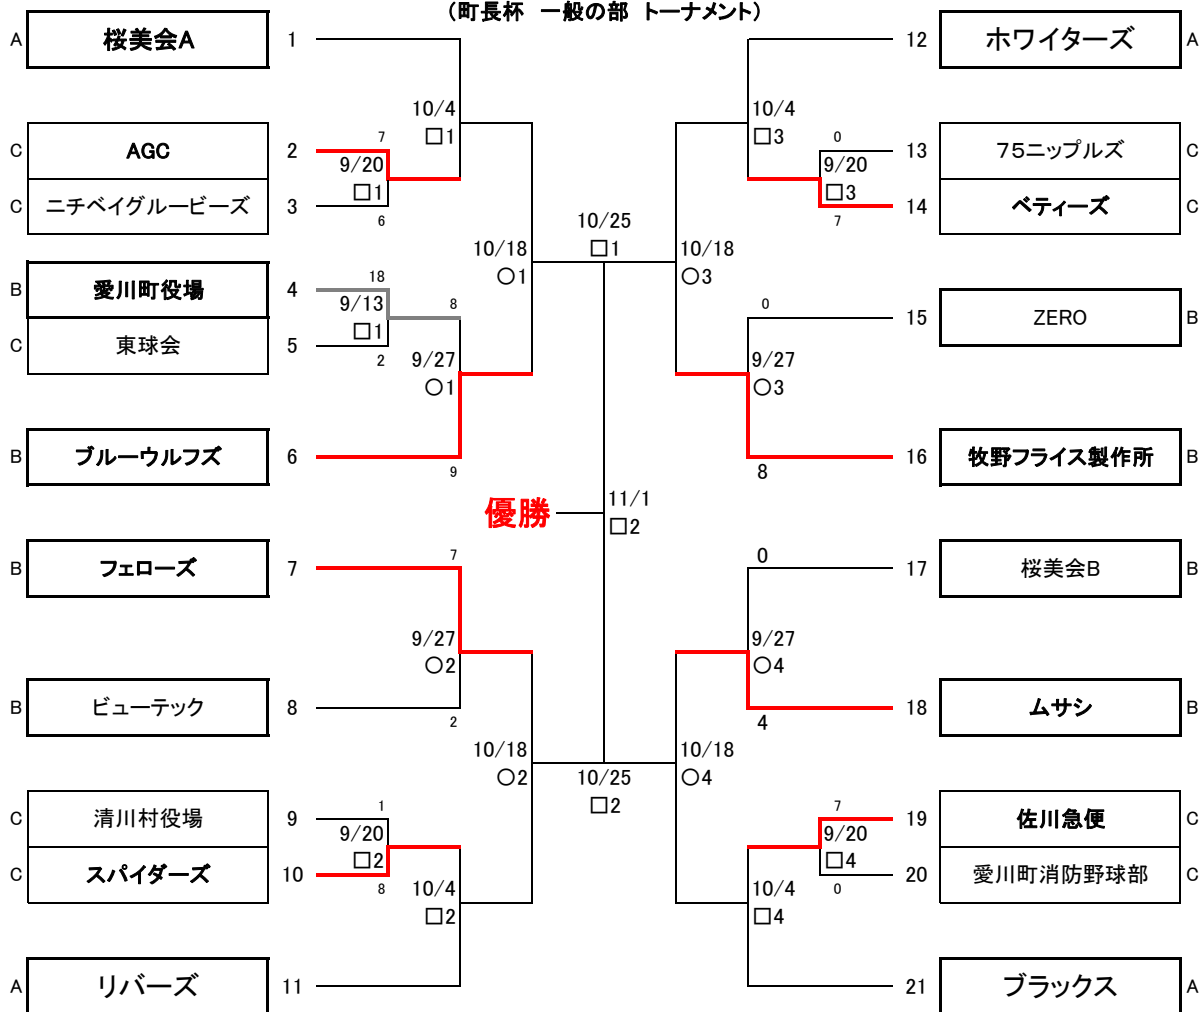 （町長杯　一般の部　トーナメント）
A 桜美会A 1
C AGC 2
C ニチベイグルービーズ 3
7
9/20
□1
6
10/4
□1
B 愛川町役場 4
C 東球会 5
18
9/13
□1
2
8
9/27
○1
9
B ブルーウルフズ 6
10/18
○1
B フェローズ 7
B ビューテック 8
7
9/27
○2
2
C 清川村役場 9
C スパイダーズ 10
1
9/20
□2
8
10/4
□2
A リバーズ 11
10/18
○2
10/25
□1
優勝
11/1
□2
10/25
□2
12 ホワイターズ A
10/4
□3
0
9/20
□3
7
13 75ニップルズ C
14 ベティーズ C
10/18
○3
0
9/27
○3
8
15 ZERO B
16 牧野フライス製作所 B
0
9/27
○4
4
17 桜美会B B
18 ムサシ B
10/18
○4
7
9/20
□4
0
19 佐川急便 C
20 愛川町消防野球部 C
10/4
□4
21 ブラックス A